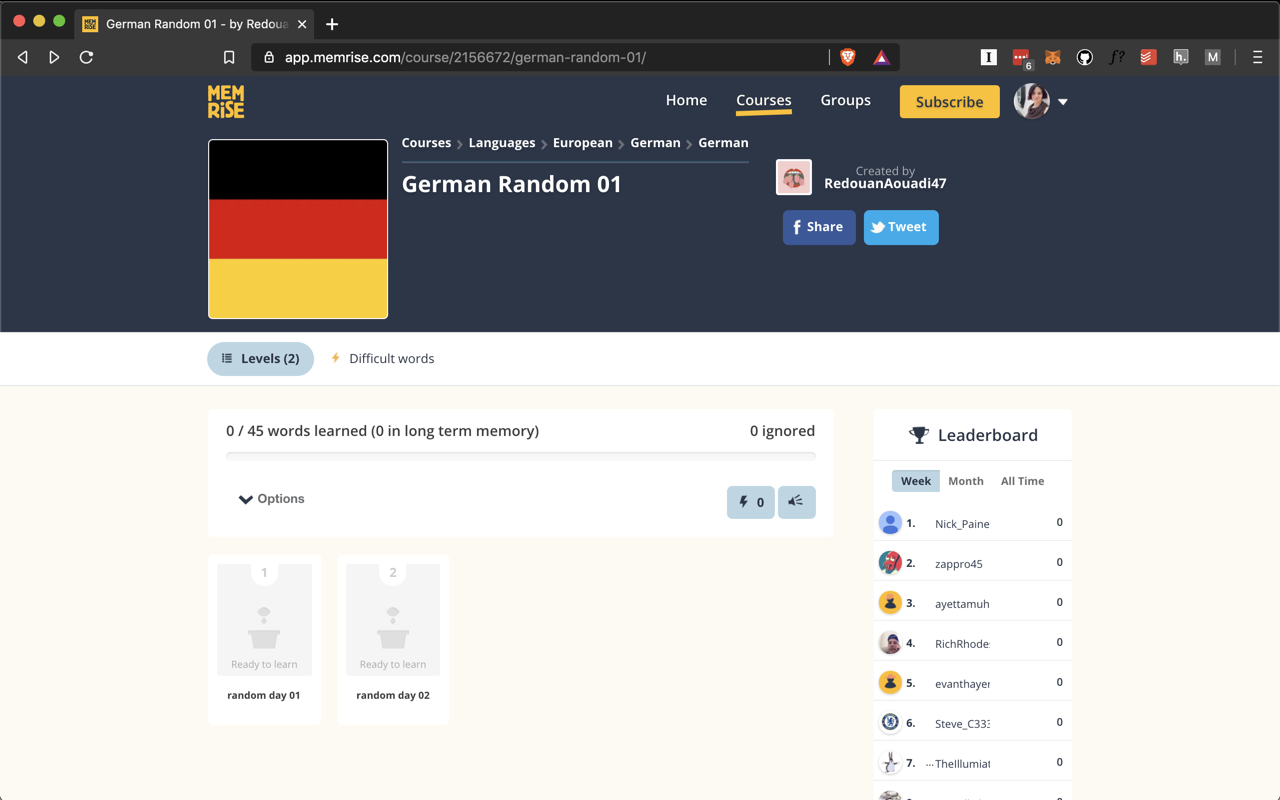 German Random 01 - by Redoua
6
app.memrise.com/course/2156672/german-random-01/
f?
h.
M
MEM
RiSE
Home
Courses
Groups
Subscribe
Courses > Languages > European > German > German
German Random 01
Created by
RedouanAouadi47
Share
Tweet
Levels (2)
Difficult words
0 / 45 words learned (0 in long term memory)
0 ignored
Options
0
1
Ready to learn
random day 01
2
Ready to learn
random day 02
Leaderboard
Week
Month
All Time
1. Nick_Paine 0
2. zappro45 0
3. ayettamuh 0
4. RichRhode 0
5. evanthayer 0
6. Steve_C333 0
7. ...TheIllumiat 0